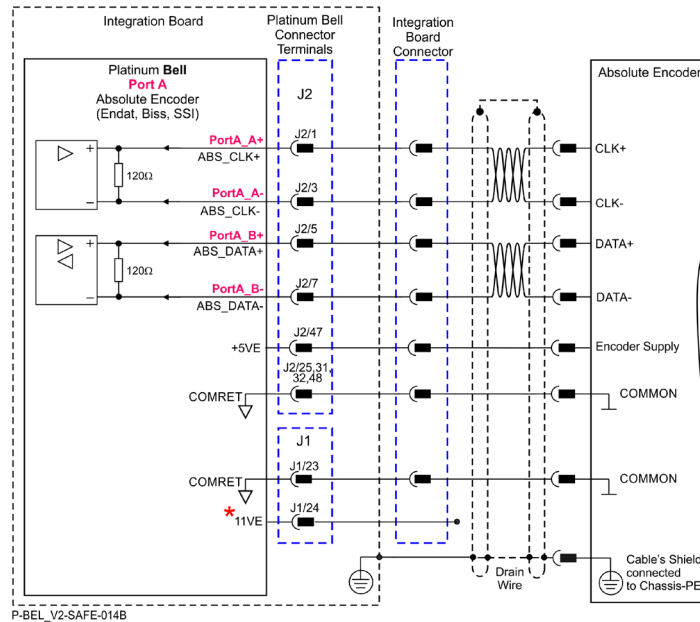 Integration Board
Platinum Bell
Connector
Terminals
Integration
Board
Connector
Platinum Bell
Port A
Absolute Encoder
(Endat, Biss, SSI)
Absolute Encoder
J2
+
120Ω
PortA_A+
ABS_CLK+
J2/1
CLK+
−
PortA_A-
ABS_CLK-
J2/3
CLK-
+
120Ω
PortA_B+
ABS_DATA+
J2/5
DATA+
−
PortA_B-
ABS_DATA-
J2/7
DATA-
+5VE
J2/47
Encoder Supply
COMRET
J2/25,31,
32,48
COMMON
J1
COMRET
J1/23
COMMON
*
11VE
J1/24
Drain
Wire
Cable's Shield
connected
to Chassis-PE
P-BEL_V2-SAFE-014B